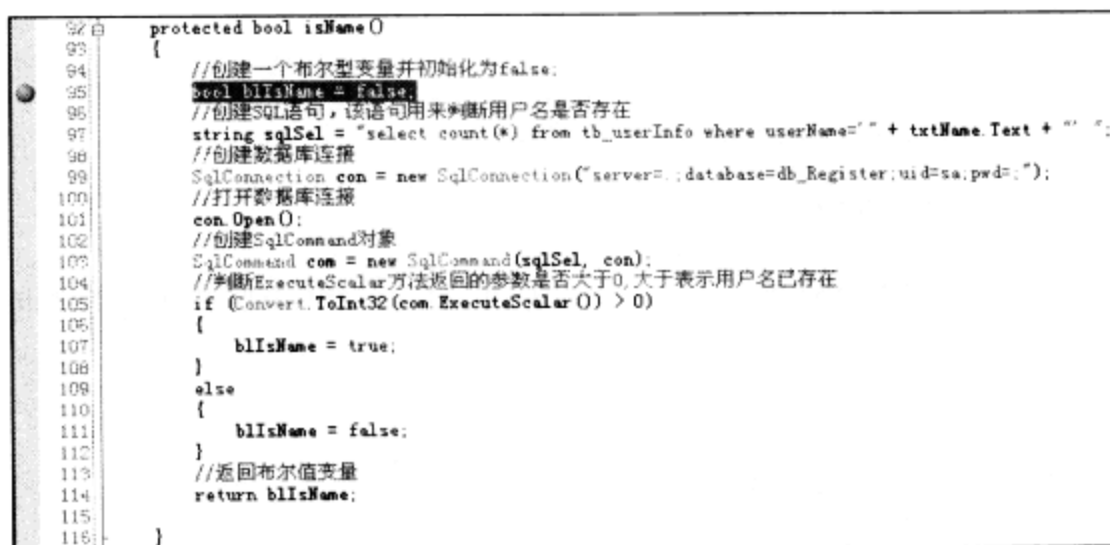 92 protected bool isName()
93 {
94 //创建一个布尔型变量并初始化为false;
95 bool blIsName = false;
96 //创建SQL语句，该语句用来判断用户名是否存在
97 string sqlSel = "select count(*) from tb_userInfo where userName='" + txtName.Text + "' ";
98 //创建数据库连接
99 SqlConnection con = new SqlConnection("server=.;database=db_Register;uid=sa;pwd=;");
100 //打开数据库连接
101 con.Open();
102 //创建SqlCommand对象
103 SqlCommand com = new SqlCommand(sqlSel, con);
104 //判断ExecuteScalar方法返回的参数是否大于0,大于表示用户名已存在
105 if (Convert.ToInt32(com.ExecuteScalar()) > 0)
106 {
107 blIsName = true;
108 }
109 else
110 {
111 blIsName = false;
112 }
113 //返回布尔值变量
114 return blIsName;
115
116 }